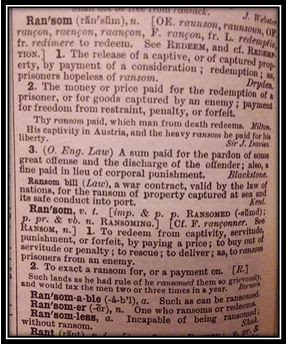 Shall not be free from ransack. J. Webster
Ran'som (răn'sŭm), n. [OE. raunson, raunsoun, OF.
rançon, raençon, raançon, F. rançon, fr. L. redemptio,
fr. redimere to redeem. See REDEEM, and cf. REDEMP-
TION.] 1. The release of a captive, or of captured prop-
erty, by payment of a consideration; redemption; as,
prisoners hopeless of ransom. Dryden.
2. The money or price paid for the redemption of a
prisoner, or for goods captured by an enemy; payment
for freedom from restraint, penalty, or forfeit.
Thy ransom paid, which man from death redeems. Milton.
His captivity in Austria, and the heavy ransom he paid for his
liberty. Sir J. Davies.
3. (O. Eng. Law) A sum paid for the pardon of some
great offense and the discharge of the offender; also, a
fine paid in lieu of corporal punishment. Blackstone.
Ransom bill (Law), a war contract, valid by the law of
nations, for the ransom of property captured at sea and
its safe conduct into port. Kent.
Ran'som, v. t. [imp. & p. p. RANSOMED (-sŭmd);
p. pr. & vb. n. RANSOMING.] [Cf. F. rançonner. See
RANSOM, n.] 1. To redeem from captivity, servitude,
punishment, or forfeit, by paying a price; to buy out of
servitude or penalty; to rescue; to deliver; as, to ransom
prisoners from an enemy.
2. To exact a ransom for, or a payment on. [R.]
Such lands as he had rule of he ransomed them so grievously,
and would tax the men two or three times in a year. Berners.
Ran'som-a-ble (-ȧ-b'l), a. Such as can be ransomed.
Ran'som-er (-ẽr), n. One who ransoms or redeems.
Ran'som-less, a. Incapable of being ransomed;
without ransom. Shak.
Rant (rănt)